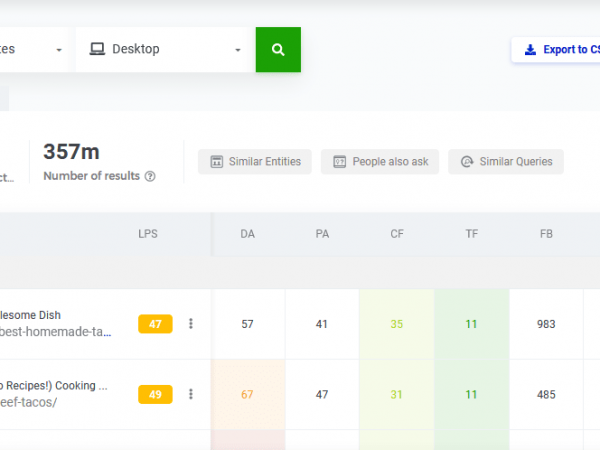 tes Desktop Export to CS
357m
Number of results
ct...
Similar Entities People also ask Similar Queries
LPS DA PA CF TF FB
lesome Dish
best-homemade-ta...
47 57 41 35 11 983
o Recipes!) Cooking ...
eef-tacos/
49 67 47 31 11 485